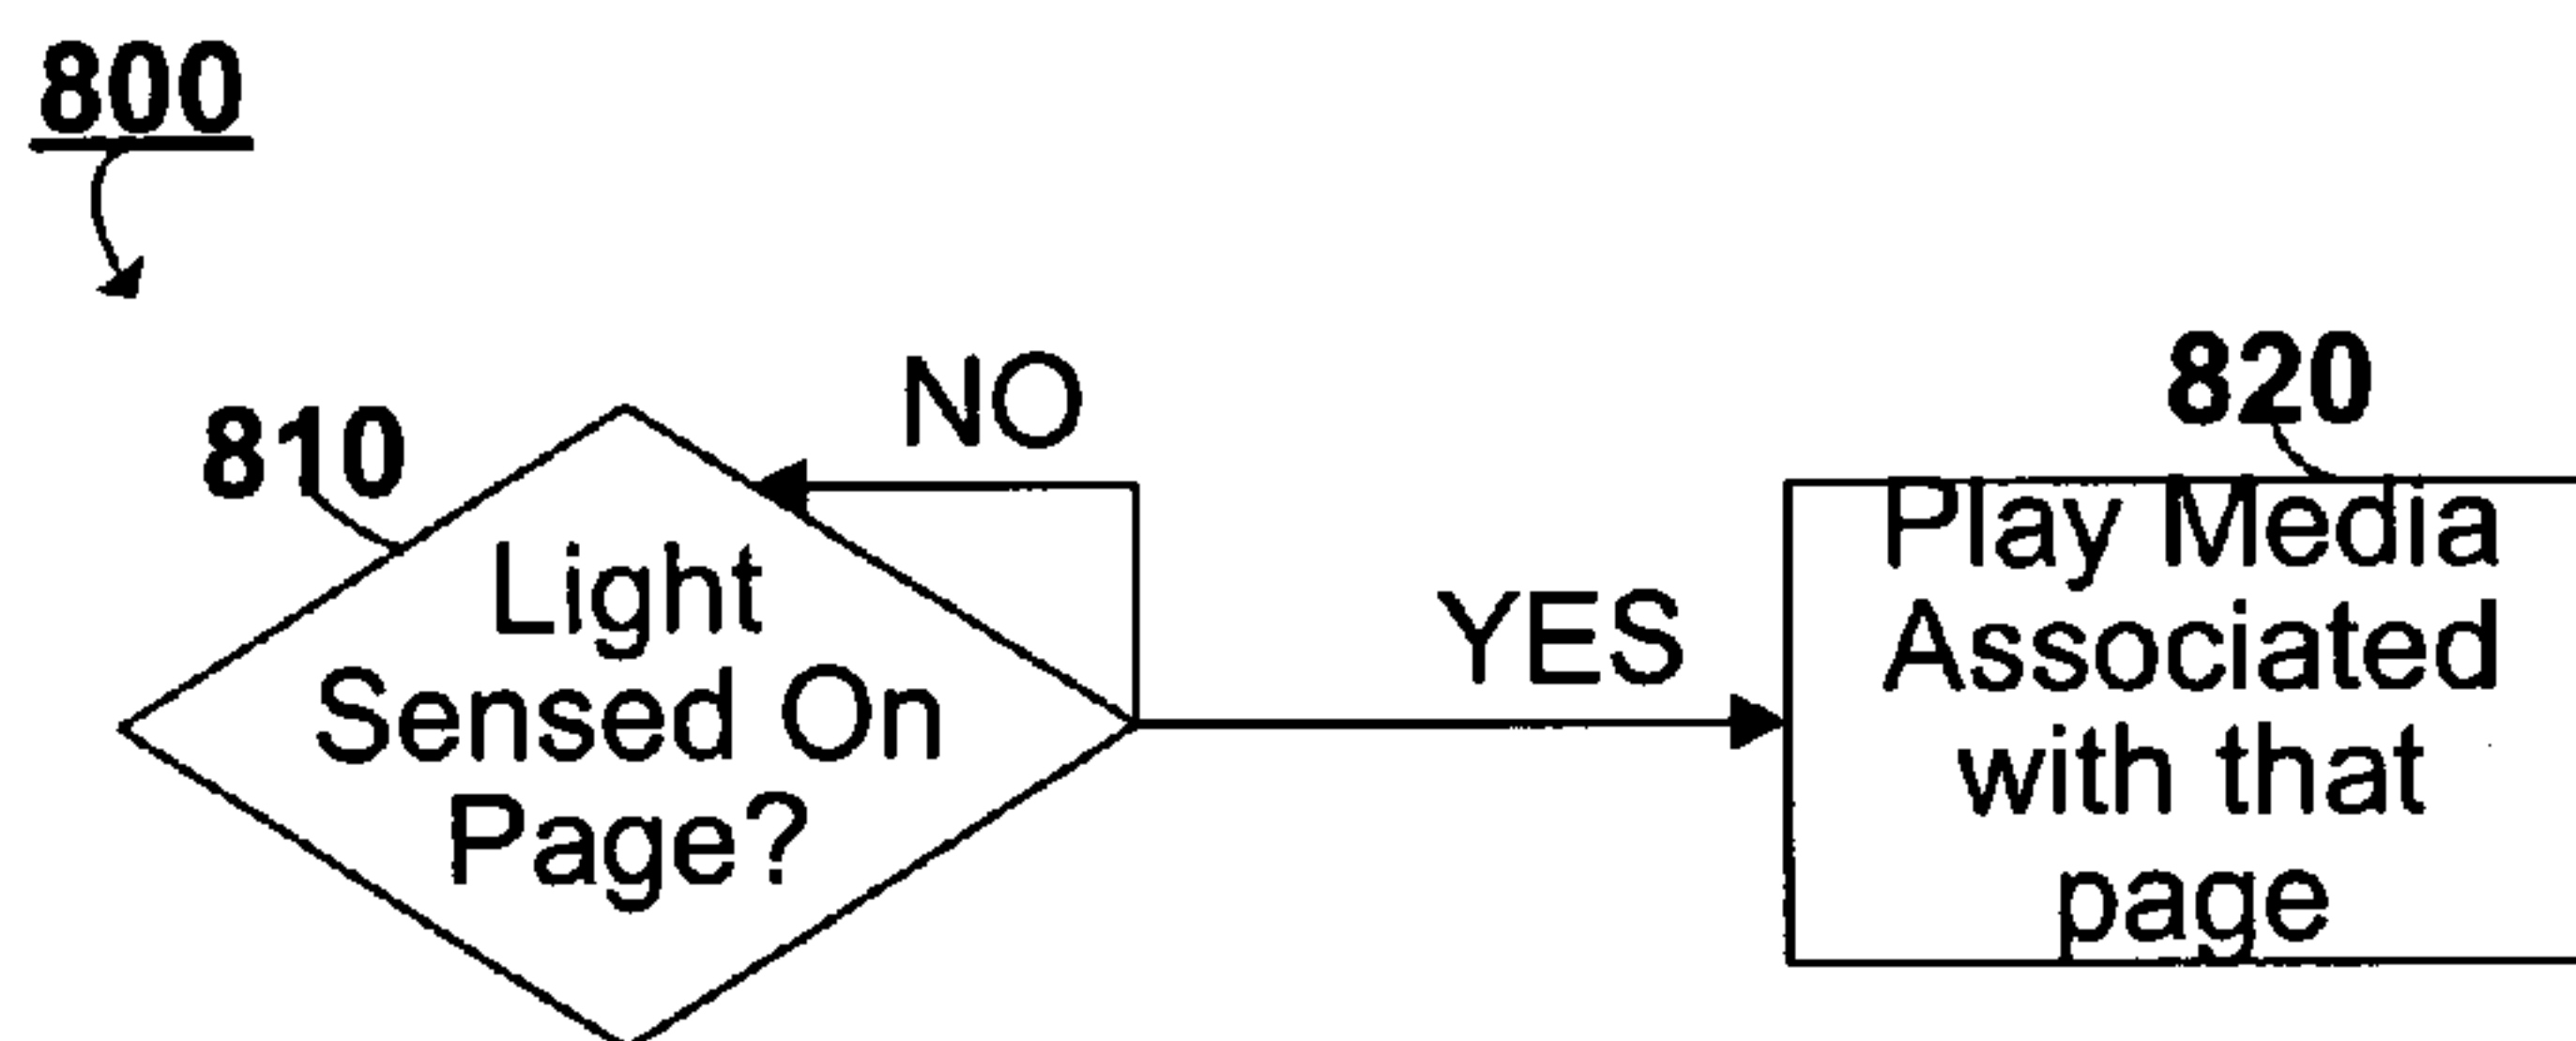 800
810
NO
Light
Sensed On
Page?
YES
820
Play Media
Associated
with that
page